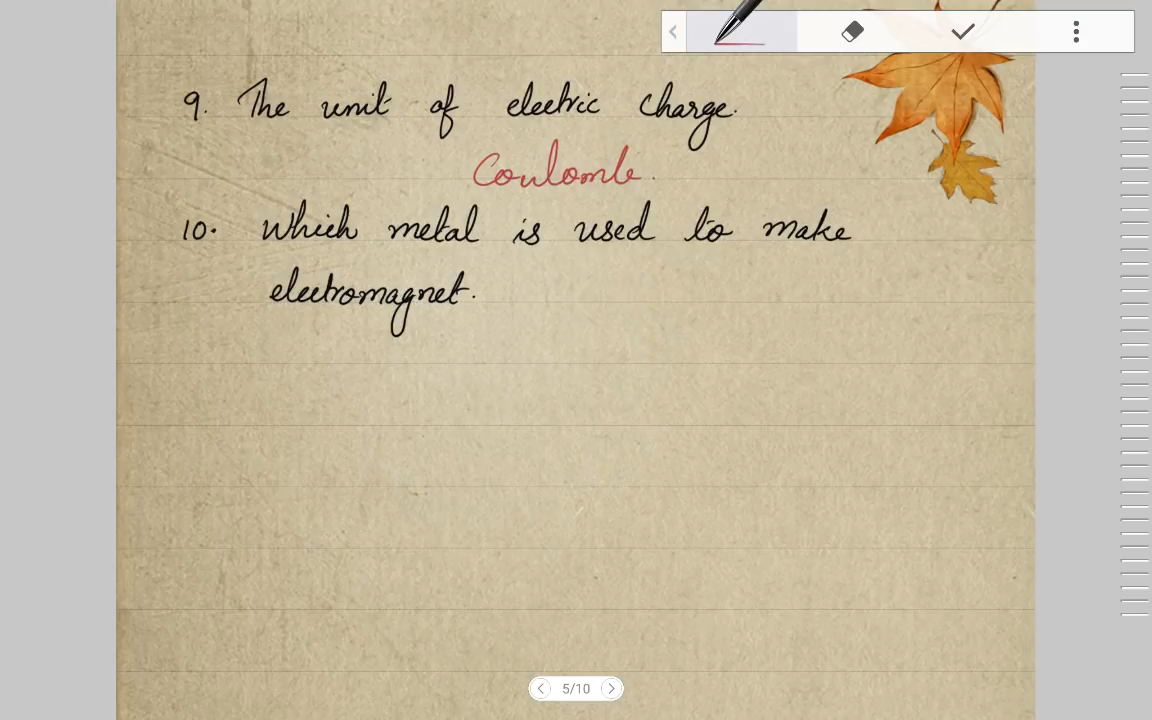 9. The unit of electric charge.
Coulomb.
10. Which metal is used to make
electromagnet.
5/10